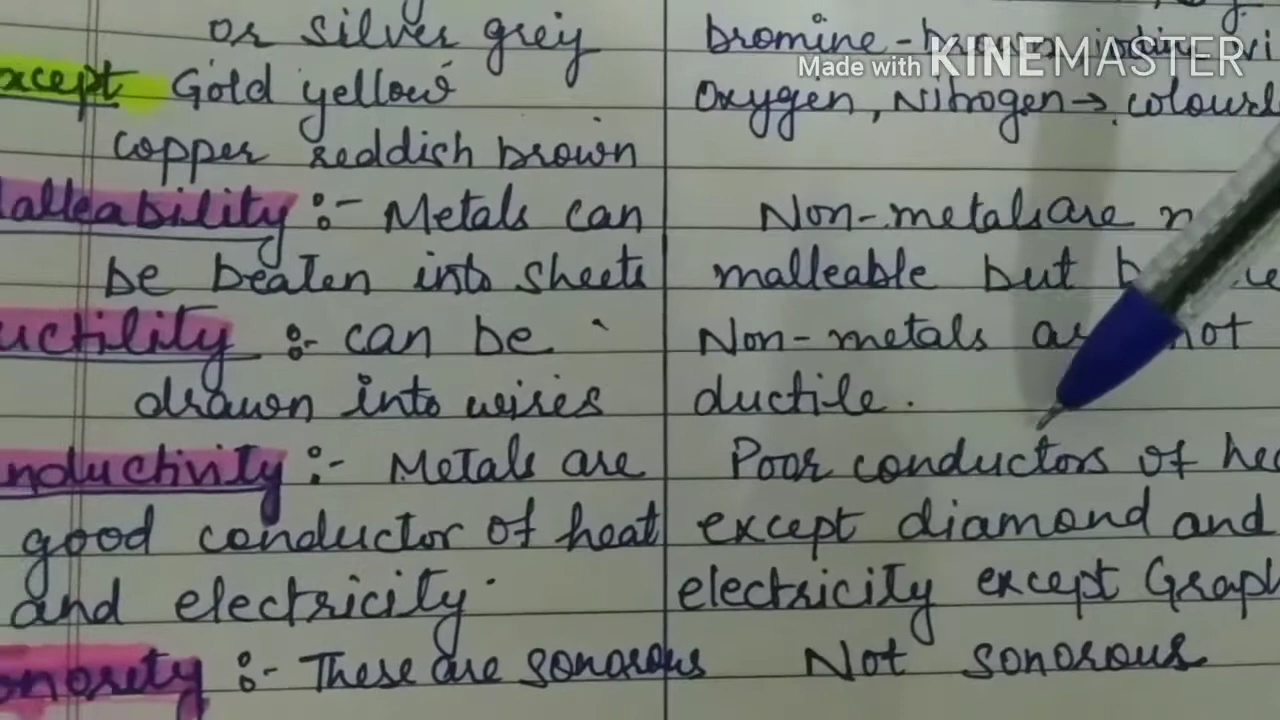 or silver grey
except Gold yellow
copper reddish brown
Malleability :- Metals can
be beaten into sheets
Ductility :- can be
drawn into wires
Conductivity :- Metals are
good conductor of heat
and electricity.
Sonority :- These are sonorous
bromine - brown, iodine
Oxygen, Nitrogen → colourl
Non-metals are
malleable but
Non-metals are not
ductile.
Poor conductors of hea
except diamond and
electricity except Graph
Not sonorous
Made with KINEMASTER